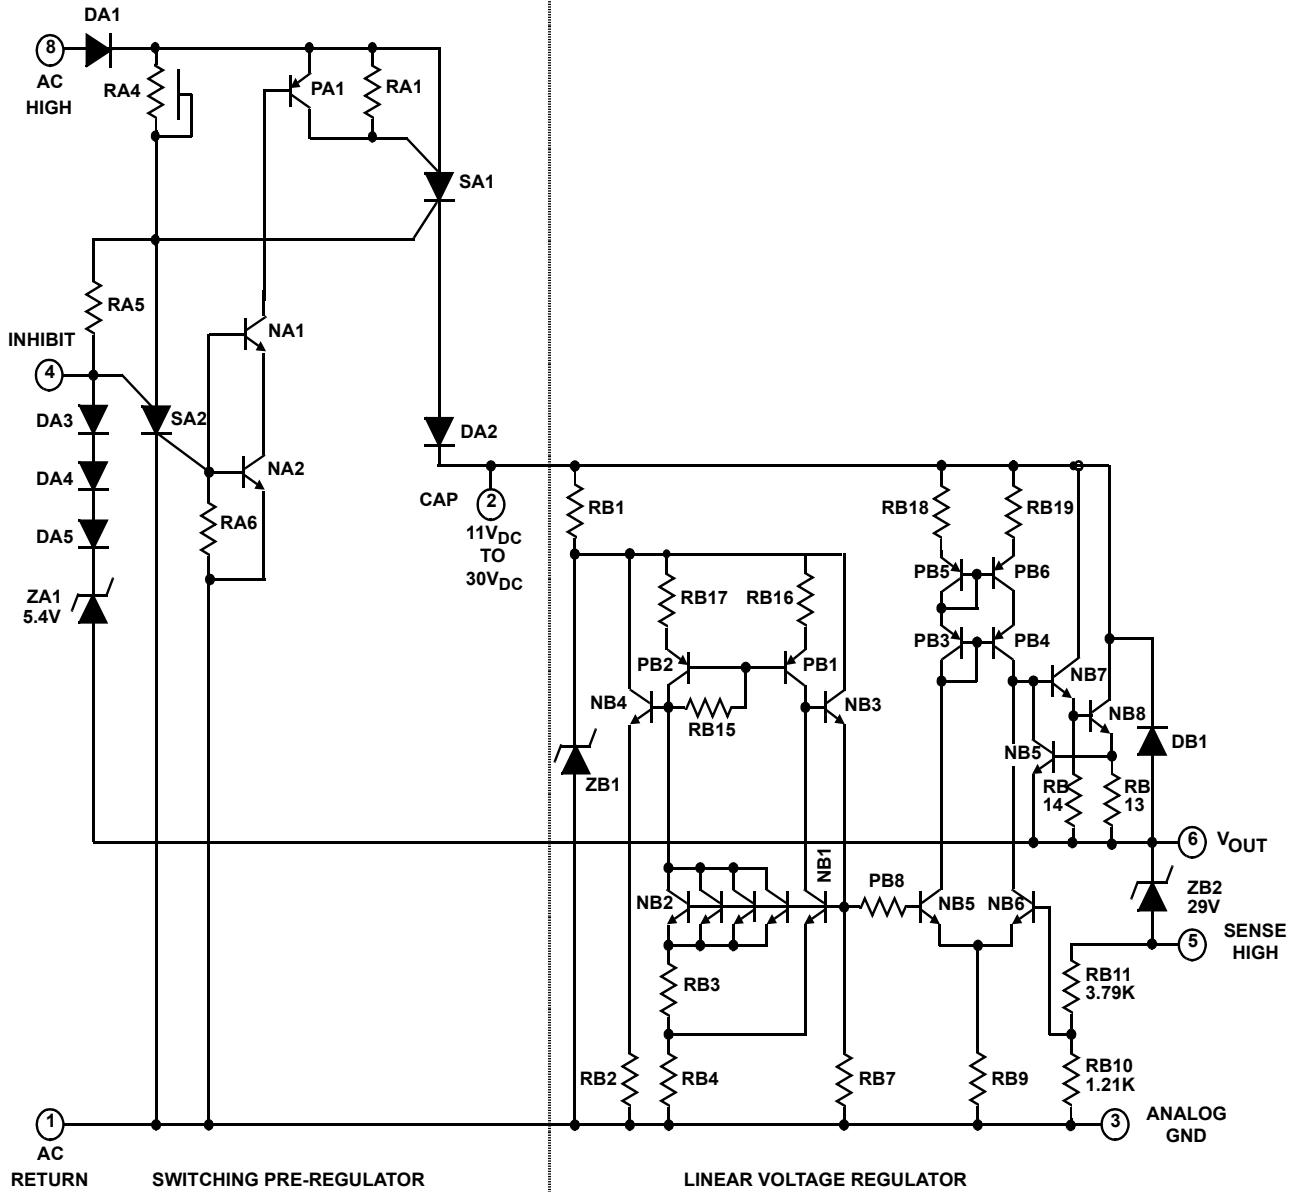 DA1
8
AC
HIGH
RA4
PA1
RA1
SA1
RA5
INHIBIT
4
NA1
DA3
SA2
DA4
NA2
DA5
RA6
ZA1
5.4V
DA2
CAP
2
11VDC
TO
30VDC
RB1
RB18
RB19
PB5
PB6
RB17
RB16
PB3
PB4
PB2
PB1
NB7
NB4
NB3
NB8
RB15
NB5
DB1
ZB1
RB
14
RB
13
6
VOUT
NB1
PB8
NB2
NB5
NB6
ZB2
29V
5
SENSE
HIGH
RB3
RB11
3.79K
RB2
RB4
RB7
RB9
RB10
1.21K
1
AC
RETURN
3
ANALOG
GND
SWITCHING PRE-REGULATOR
LINEAR VOLTAGE REGULATOR